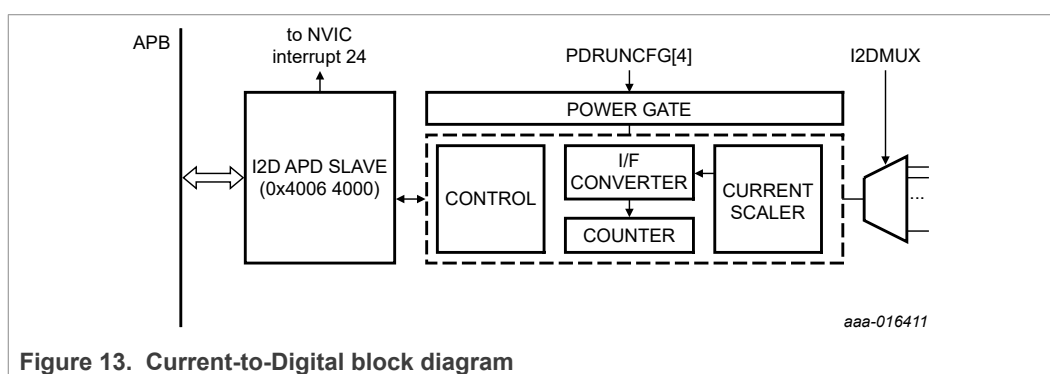 APB
to NVIC
interrupt 24
PDRUNCFG[4]
I2DMUX
POWER GATE
I2D APD SLAVE
(0x4006 4000)
CONTROL
I/F
CONVERTER
COUNTER
CURRENT
SCALER
...
aaa-016411
Figure 13. Current-to-Digital block diagram